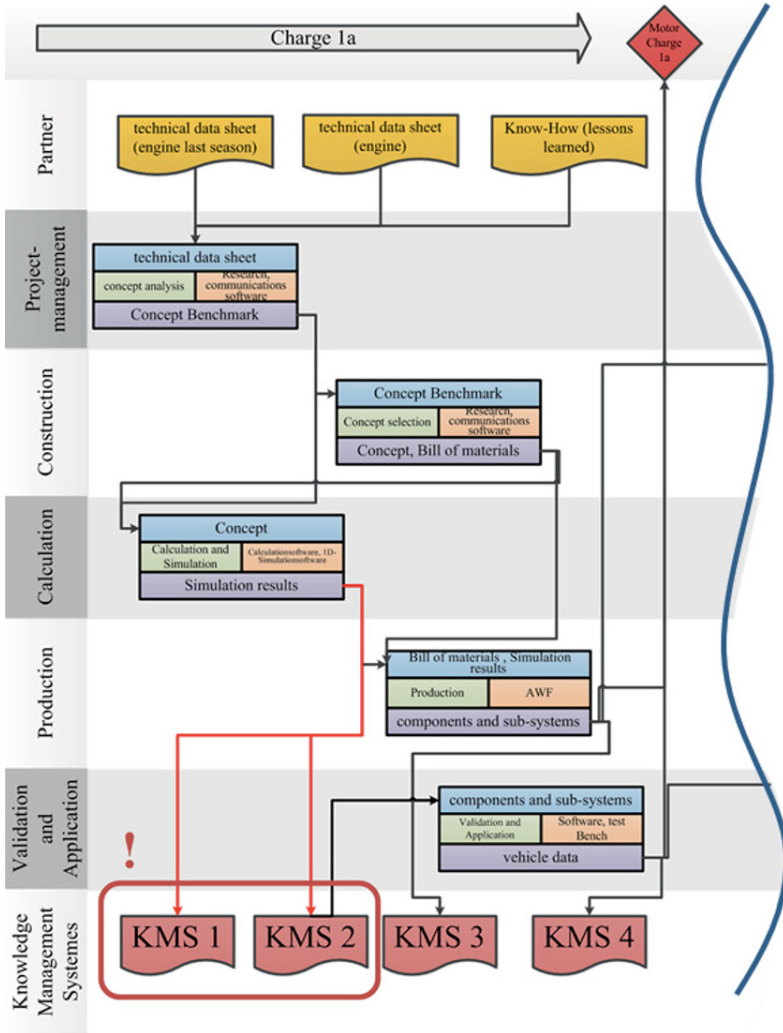 Charge 1a
Motor
Charge
1a
Partner
technical data sheet
(engine last season)
technical data sheet
(engine)
Know-How (lessons
learned)
Project-
management
technical data sheet
concept analysis
Research,
communications
software
Concept Benchmark
Construction
Concept Benchmark
Concept selection
Research,
communications
software
Concept, Bill of materials
Calculation
Concept
Calculation and
Simulation
Calculationsoftware, 1D-
Simulationsoftware
Simulation results
Production
Bill of materials , Simulation
results
Production
AWF
components and sub-systems
Validation
and
Application
components and sub-systems
Validation and
Application
Software, test
Bench
vehicle data
!
Knowledge
Management
Systemes
KMS 1
KMS 2
KMS 3
KMS 4